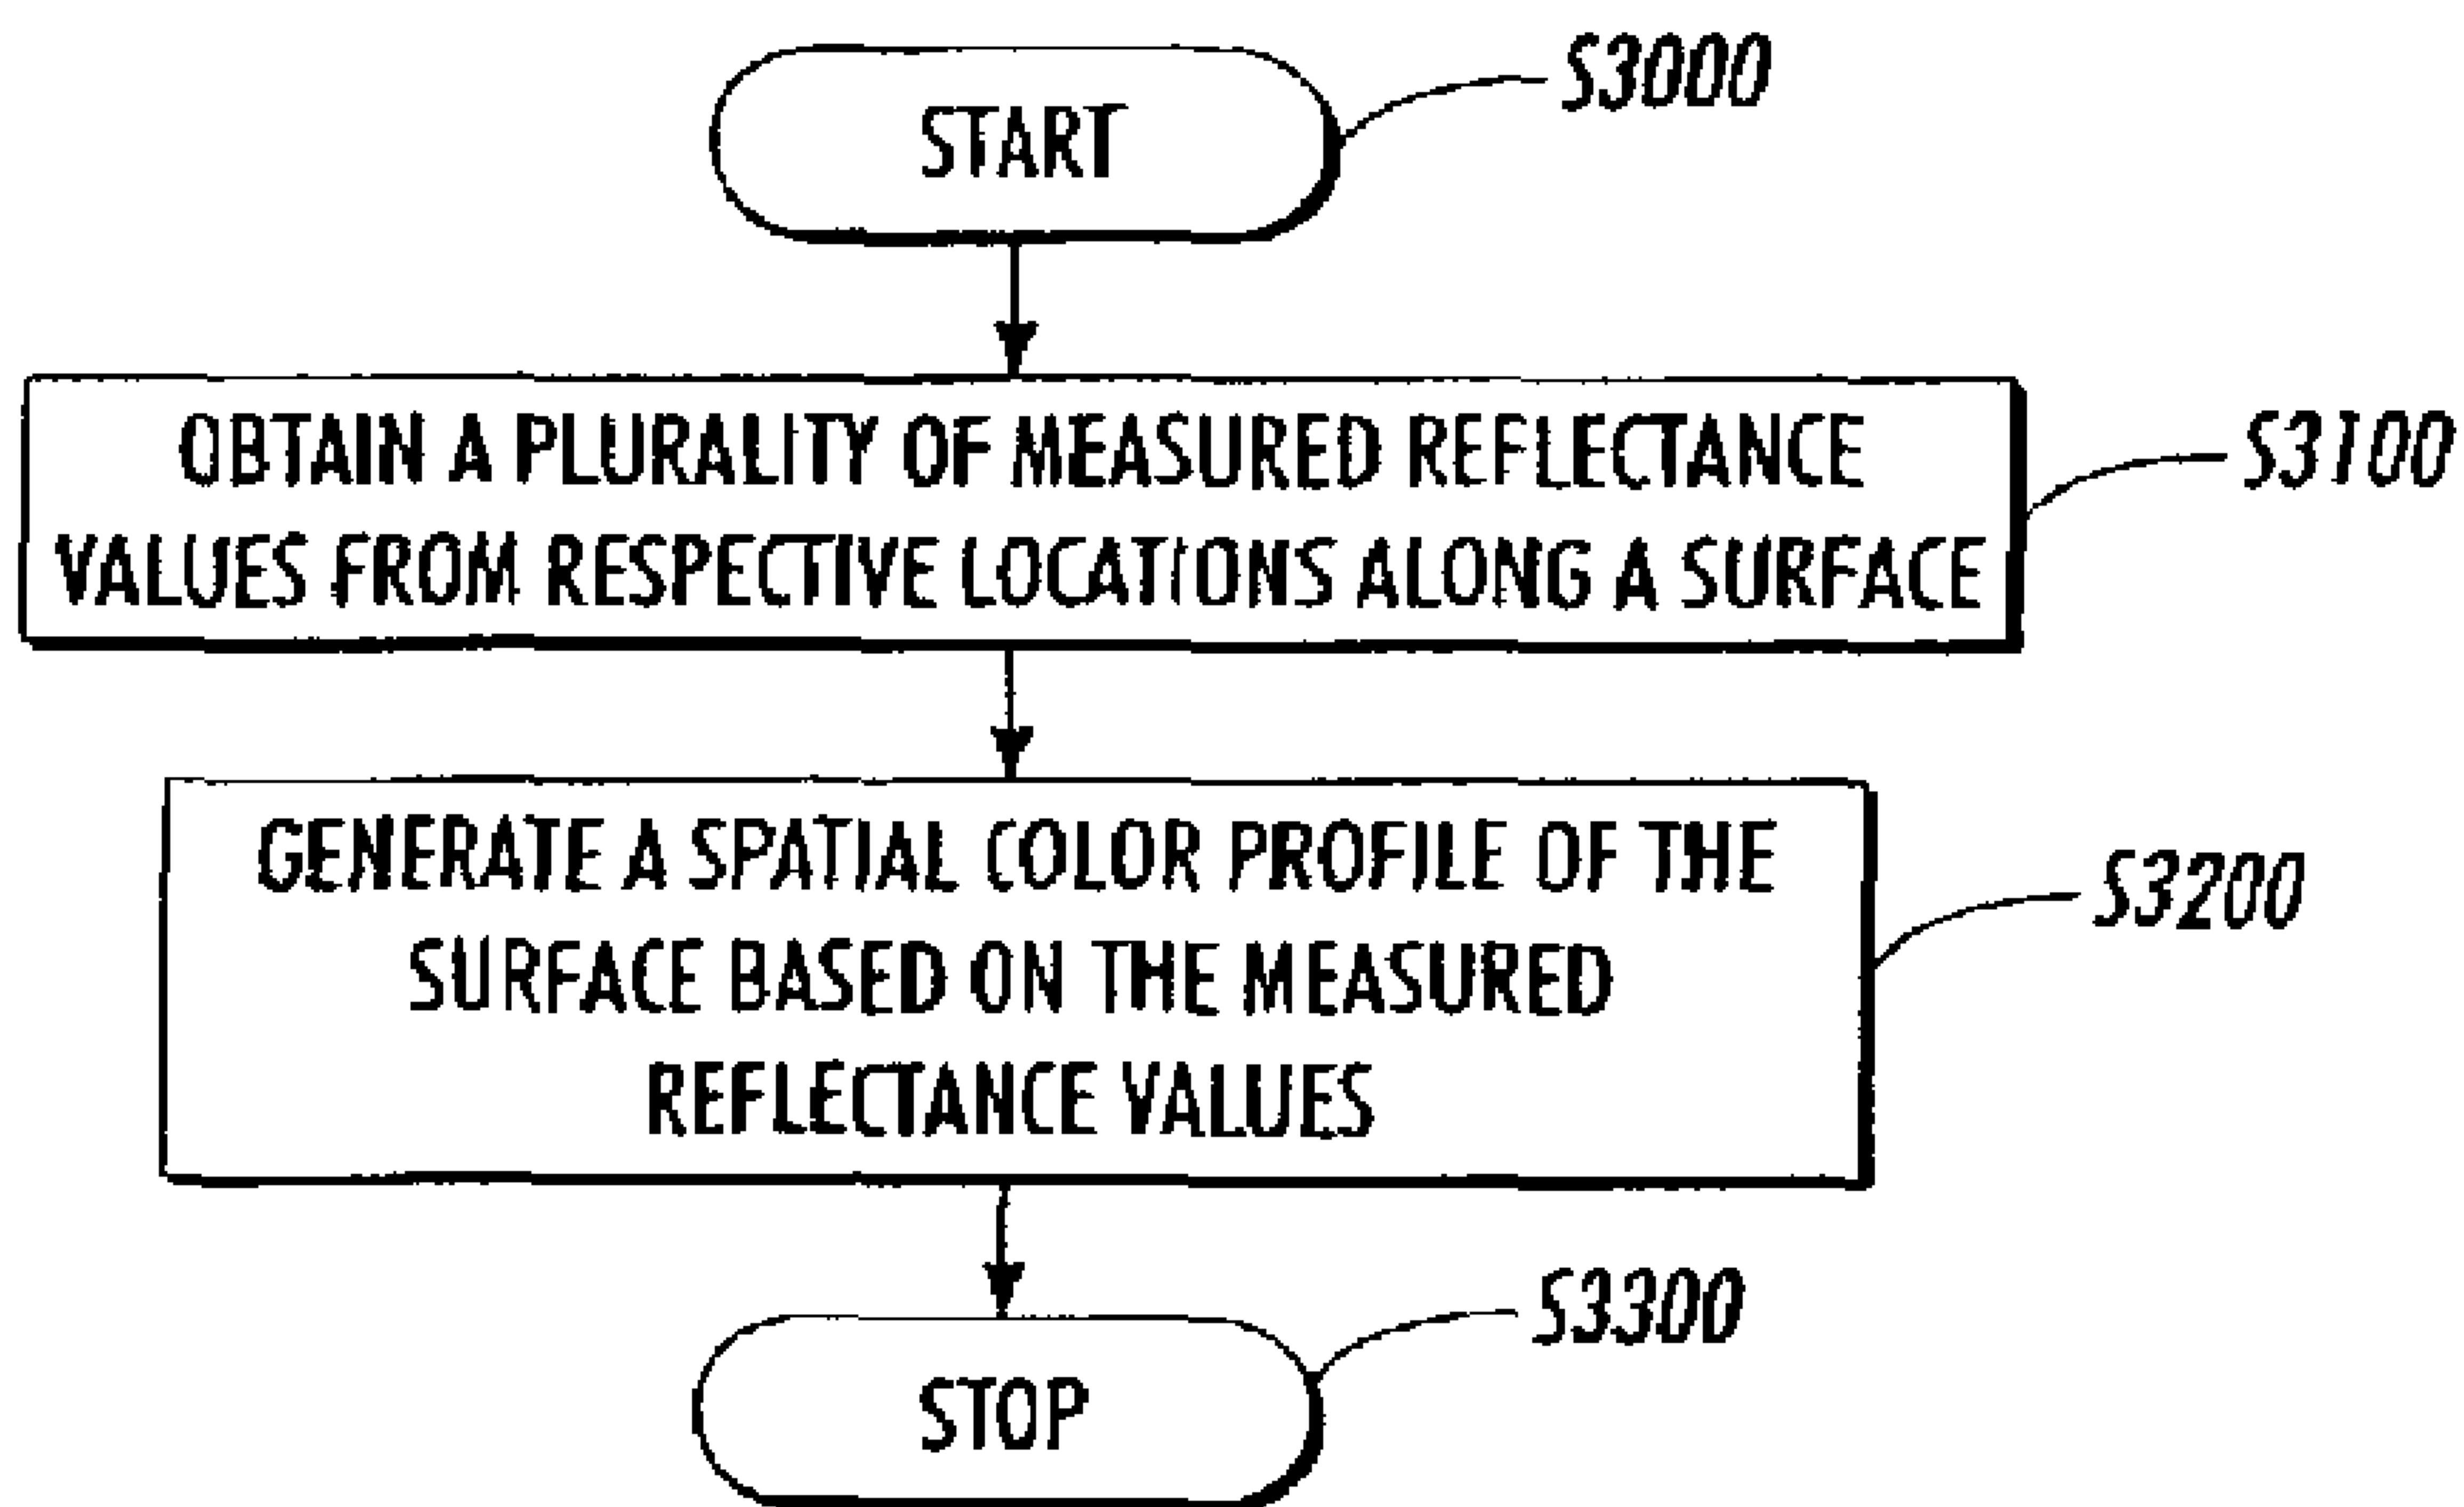 START
S3000
OBTAIN A PLURALITY OF MEASURED REFLECTANCE
VALUES FROM RESPECTIVE LOCATIONS ALONG A SURFACE
S3100
GENERATE A SPATIAL COLOR PROFILE OF THE
SURFACE BASED ON THE MEASURED
REFLECTANCE VALUES
S3200
STOP
S3300